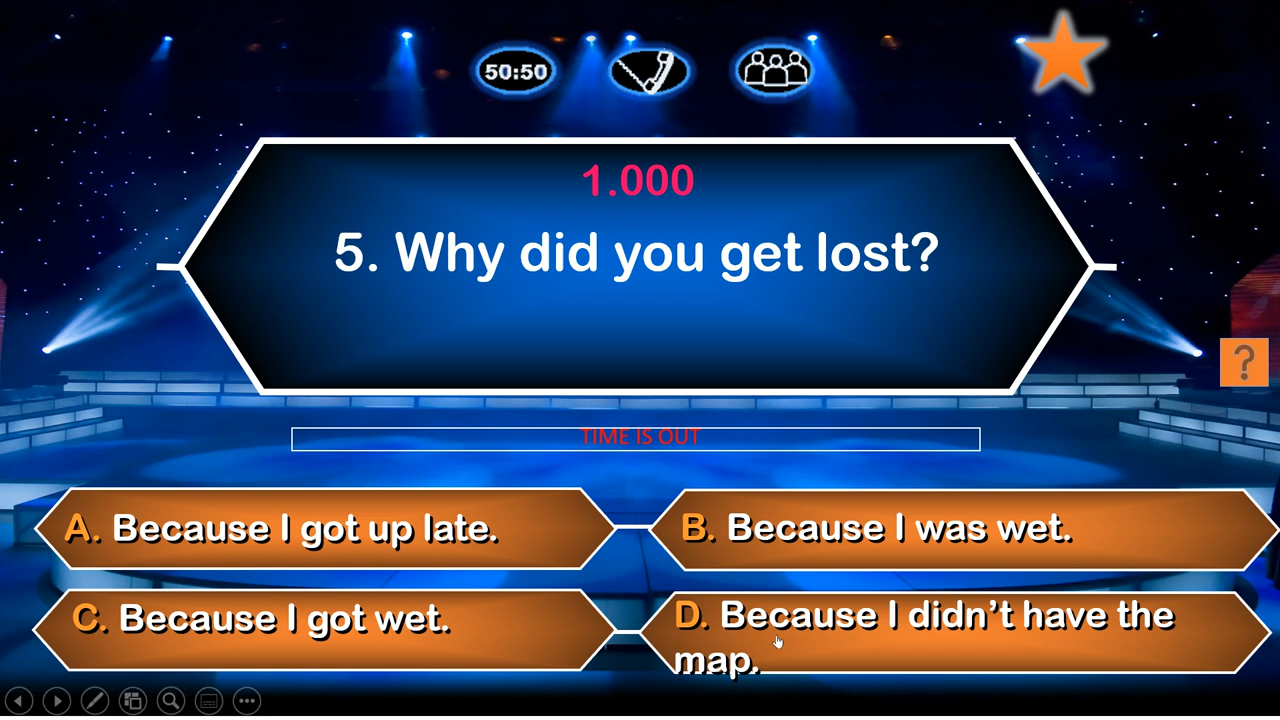 50:50
1.000
5. Why did you get lost?
?
TIME IS OUT
A. Because I got up late.
B. Because I was wet.
C. Because I got wet.
D. Because I didn’t have the
map.